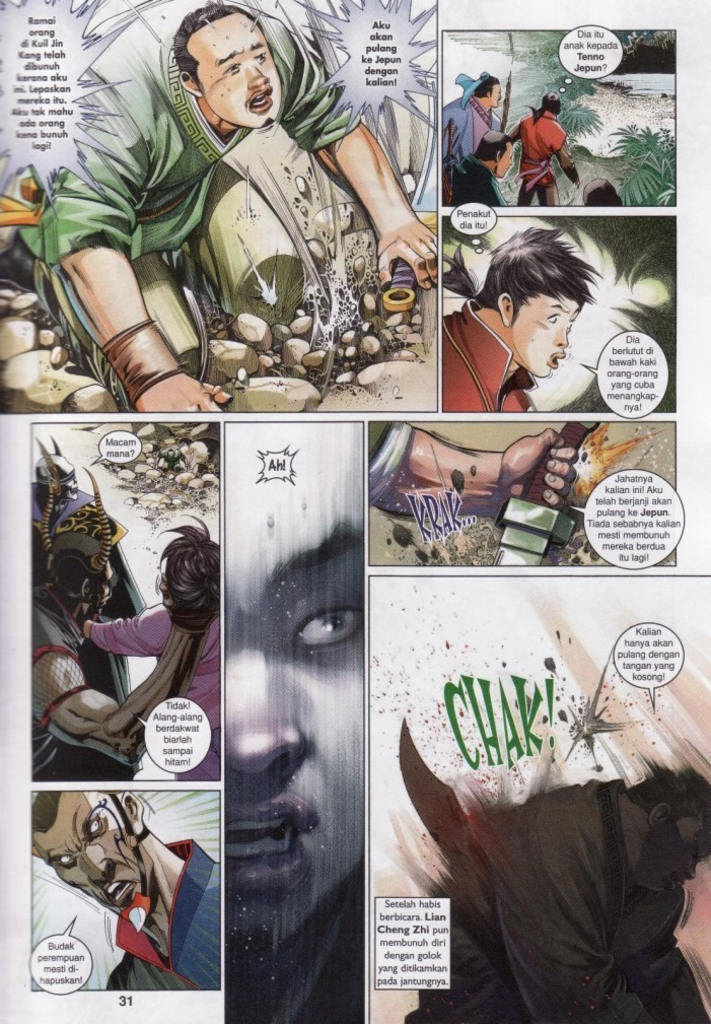 Ramai
orang
di Kuil Jin
Kang telah
dibunuh
kerana aku
ini. Lepaskan
mereka itu.
Aku tak mahu
ada orang
kena bunuh
lagi!
Aku
akan
pulang
ke Jepun
dengan
kalian!
Dia itu
anak kepada
Tenno
Jepun?
Penakut
dia itu!
Dia
berlutut di
bawah kaki
orang-orang
yang cuba
menangkap-
nya!
Macam
mana?
Tidak!
Alang-alang
berdakwat
biarlah
sampai
hitam!
Budak
perempuan
mesti di-
hapuskan!
Ah!
KRAK...
Jahatnya
kalian ini! Aku
telah berjanji akan
pulang ke Jepun.
Tiada sebabnya kalian
mesti membunuh
mereka berdua
itu lagi!
Kalian
hanya akan
pulang dengan
tangan yang
kosong!
CHAK!
Setelah habis
berbicara. Lian
Cheng Zhi pun
membunuh diri
dengan golok
yang ditikamkan
pada jantungnya.
31